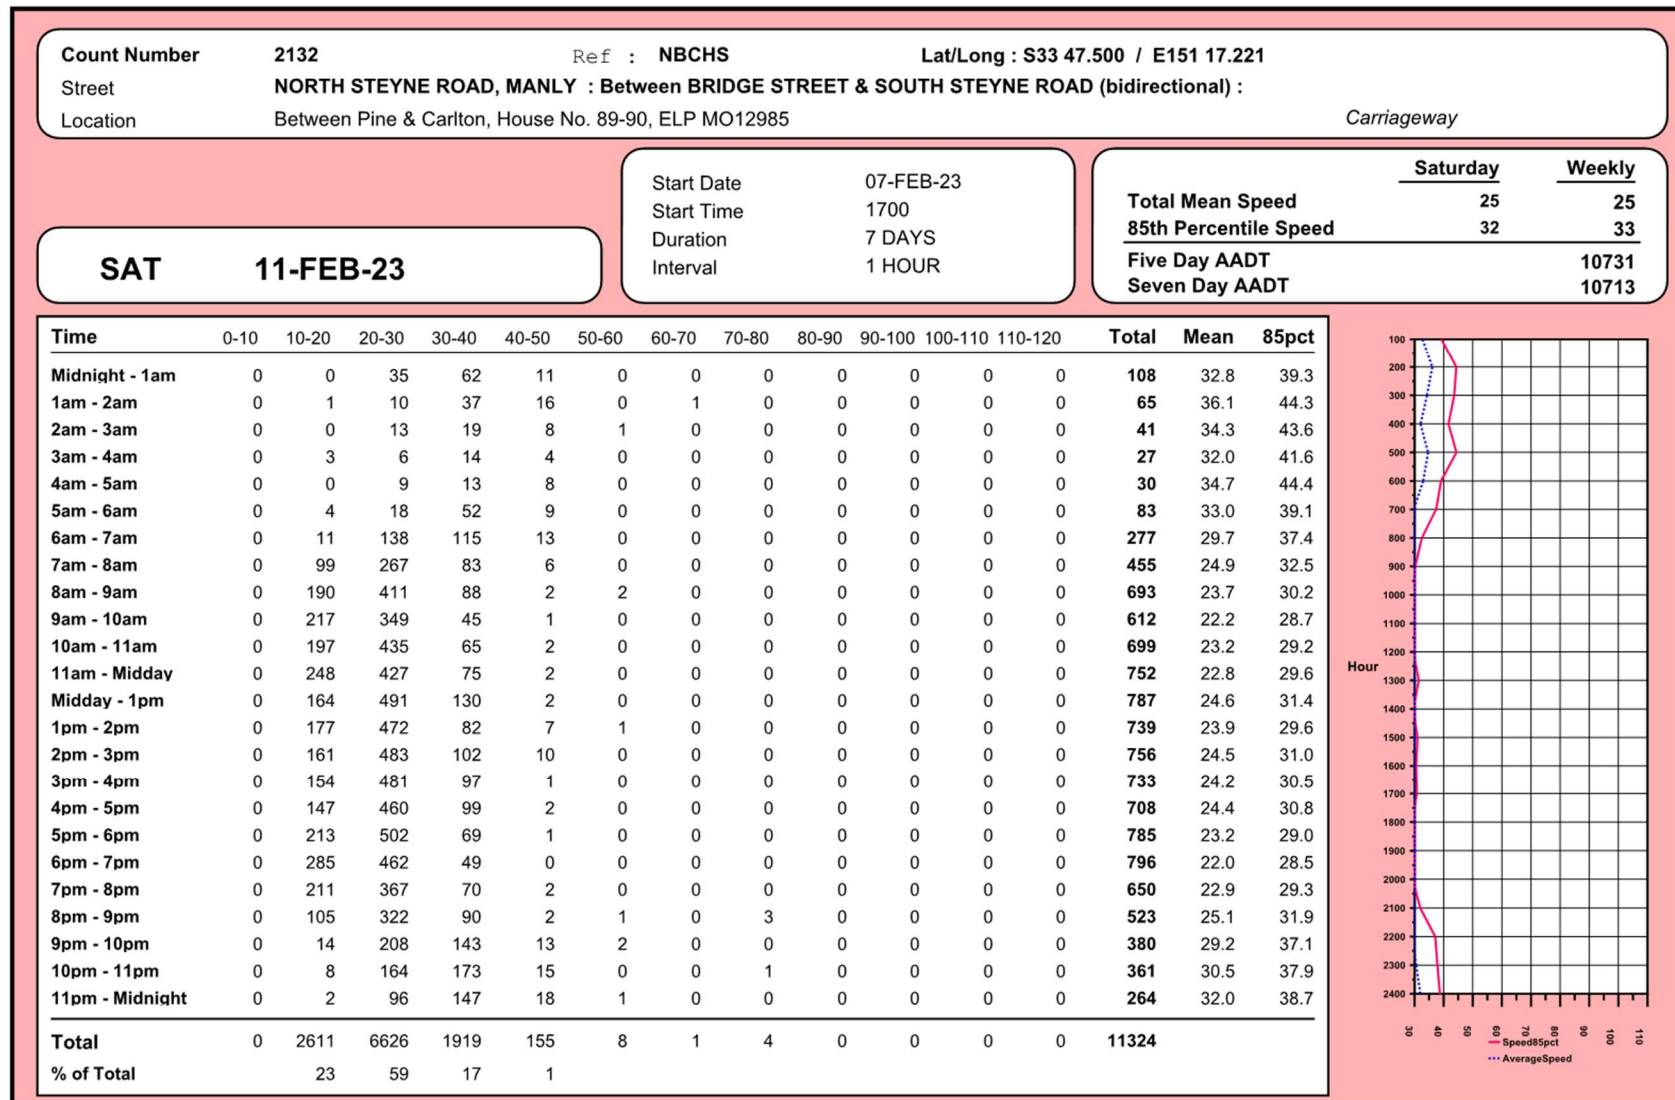 Count Number 2132 Ref : NBCHS Lat/Long : S33 47.500 / E151 17.221
Street NORTH STEYNE ROAD, MANLY : Between BRIDGE STREET & SOUTH STEYNE ROAD (bidirectional) :
Location Between Pine & Carlton, House No. 89-90, ELP MO12985 Carriageway
SAT 11-FEB-23
Start Date 07-FEB-23
Start Time 1700
Duration 7 DAYS
Interval 1 HOUR
Saturday Weekly
Total Mean Speed 25 25
85th Percentile Speed 32 33
Five Day AADT 10731
Seven Day AADT 10713
Time 0-10 10-20 20-30 30-40 40-50 50-60 60-70 70-80 80-90 90-100 100-110 110-120 Total Mean 85pct
Midnight - 1am 0 0 35 62 11 0 0 0 0 0 0 0 108 32.8 39.3
1am - 2am 0 1 10 37 16 0 1 0 0 0 0 0 65 36.1 44.3
2am - 3am 0 0 13 19 8 1 0 0 0 0 0 0 41 34.3 43.6
3am - 4am 0 3 6 14 4 0 0 0 0 0 0 0 27 32.0 41.6
4am - 5am 0 0 9 13 8 0 0 0 0 0 0 0 30 34.7 44.4
5am - 6am 0 4 18 52 9 0 0 0 0 0 0 0 83 33.0 39.1
6am - 7am 0 11 138 115 13 0 0 0 0 0 0 0 277 29.7 37.4
7am - 8am 0 99 267 83 6 0 0 0 0 0 0 0 455 24.9 32.5
8am - 9am 0 190 411 88 2 2 0 0 0 0 0 0 693 23.7 30.2
9am - 10am 0 217 349 45 1 0 0 0 0 0 0 0 612 22.2 28.7
10am - 11am 0 197 435 65 2 0 0 0 0 0 0 0 699 23.2 29.2
11am - Midday 0 248 427 75 2 0 0 0 0 0 0 0 752 22.8 29.6
Midday - 1pm 0 164 491 130 2 0 0 0 0 0 0 0 787 24.6 31.4
1pm - 2pm 0 177 472 82 7 1 0 0 0 0 0 0 739 23.9 29.6
2pm - 3pm 0 161 483 102 10 0 0 0 0 0 0 0 756 24.5 31.0
3pm - 4pm 0 154 481 97 1 0 0 0 0 0 0 0 733 24.2 30.5
4pm - 5pm 0 147 460 99 2 0 0 0 0 0 0 0 708 24.4 30.8
5pm - 6pm 0 213 502 69 1 0 0 0 0 0 0 0 785 23.2 29.0
6pm - 7pm 0 285 462 49 0 0 0 0 0 0 0 0 796 22.0 28.5
7pm - 8pm 0 211 367 70 2 0 0 0 0 0 0 0 650 22.9 29.3
8pm - 9pm 0 105 322 90 2 1 0 3 0 0 0 0 523 25.1 31.9
9pm - 10pm 0 14 208 143 13 2 0 0 0 0 0 0 380 29.2 37.1
10pm - 11pm 0 8 164 173 15 0 0 1 0 0 0 0 361 30.5 37.9
11pm - Midnight 0 2 96 147 18 1 0 0 0 0 0 0 264 32.0 38.7
Total 0 2611 6626 1919 155 8 1 4 0 0 0 0 11324
% of Total 23 59 17 1
100
200
300
400
500
600
700
800
900
1000
1100
1200
Hour
1300
1400
1500
1600
1700
1800
1900
2000
2100
2200
2300
2400
30 40 50 60 70 80 90 100 110
Speed85pct
AverageSpeed